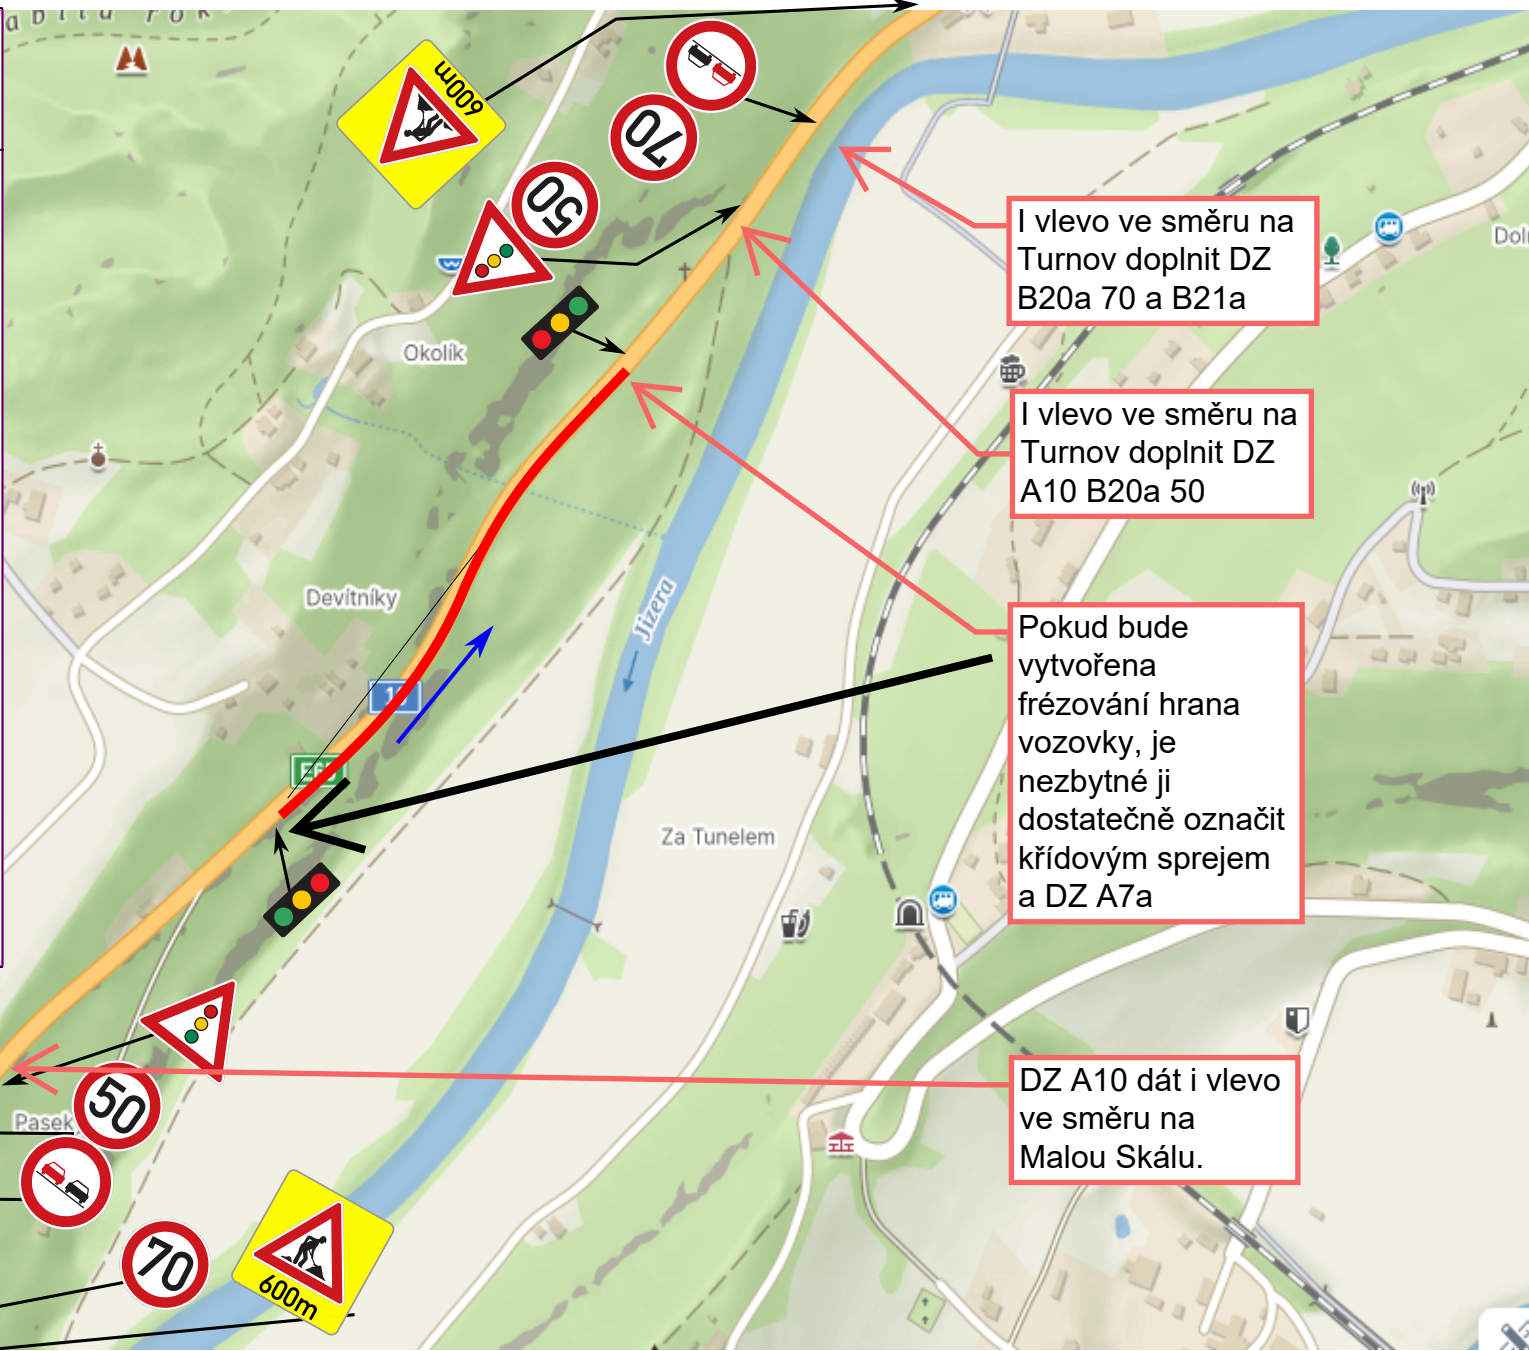 600m
70
50
I vlevo ve směru na
Turnov doplnit DZ
B20a 70 a B21a
Okolík
I vlevo ve směru na
Turnov doplnit DZ
A10 B20a 50
Devítníky
Jizera
Pokud bude
vytvořena
frézování hrana
vozovky, je
nezbytné ji
dostatečně označit
křídovým sprejem
a DZ A7a
Za Tunelem
Pasek
50
DZ A10 dát i vlevo
ve směru na
Malou Skálu.
70
600m